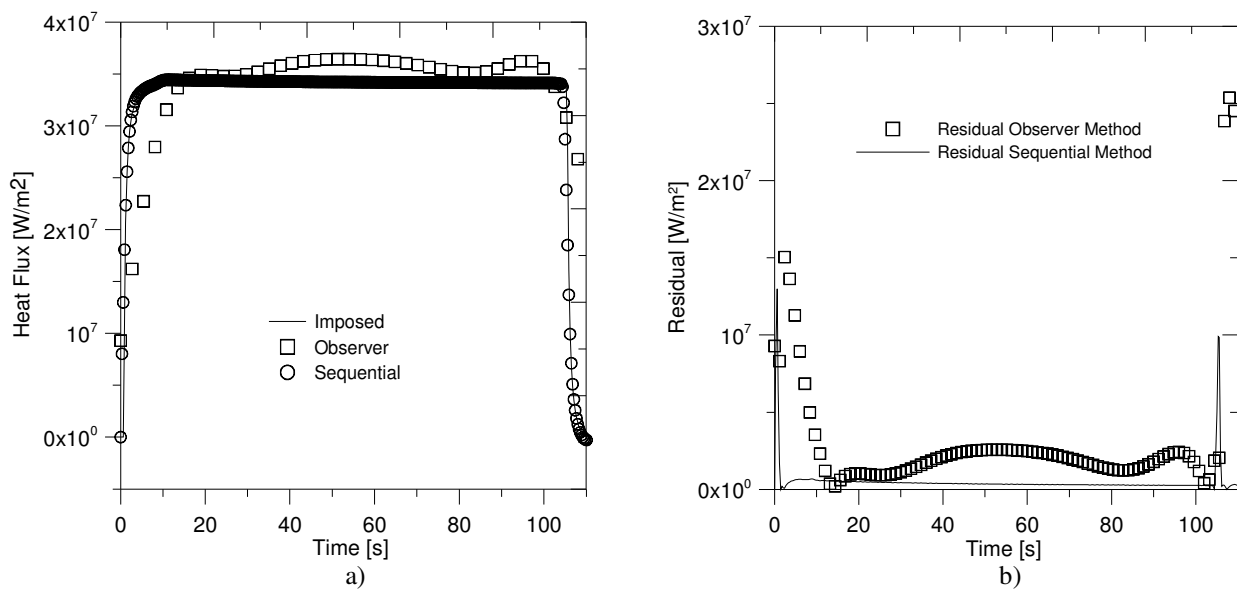 4x10⁷
3x10⁷
2x10⁷
10⁷
0x10⁰
Heat Flux [W/m2]
Imposed
Observer
Sequential
0 20 40 60 80 100
Time [s]
a)
3x10⁷
2x10⁷
10⁷
0x10⁰
Residual [W/m²]
Residual Observer Method
Residual Sequential Method
0 20 40 60 80 100
Time [s]
b)